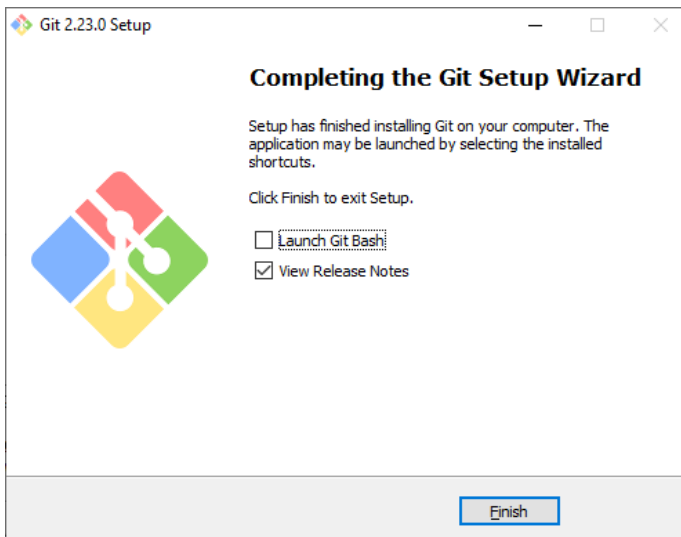 Git 2.23.0 Setup
Completing the Git Setup Wizard
Setup has finished installing Git on your computer. The
application may be launched by selecting the installed
shortcuts.
Click Finish to exit Setup.
Launch Git Bash
View Release Notes
Finish